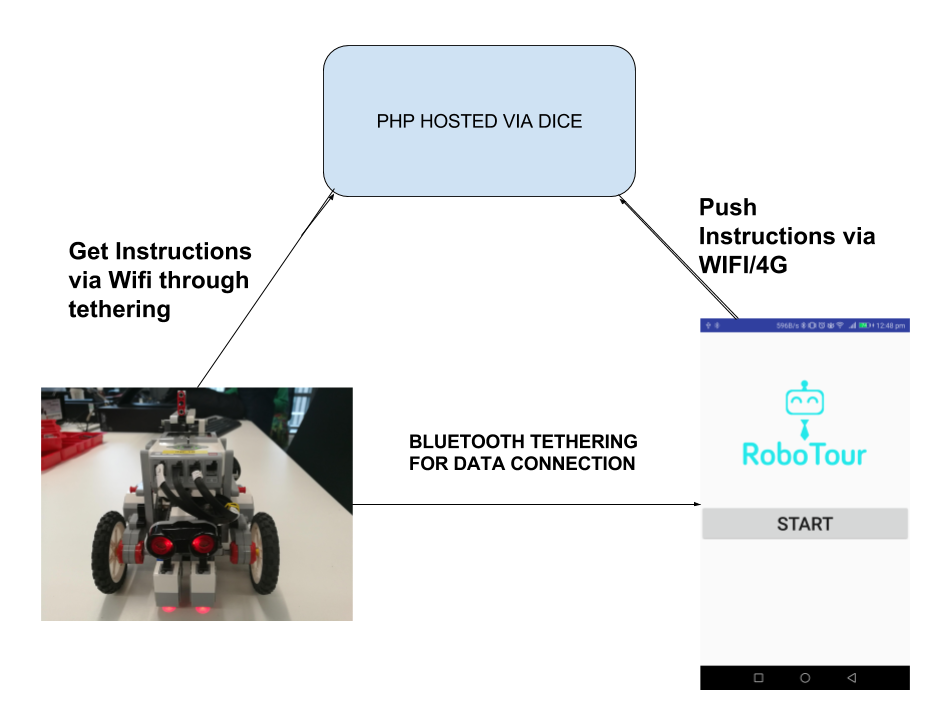 PHP HOSTED VIA DICE
Push
Instructions via
WIFI/4G
Get Instructions
via Wifi through
tethering
596B/s 12:48 pm
RoboTour
BLUETOOTH TETHERING
FOR DATA CONNECTION
START